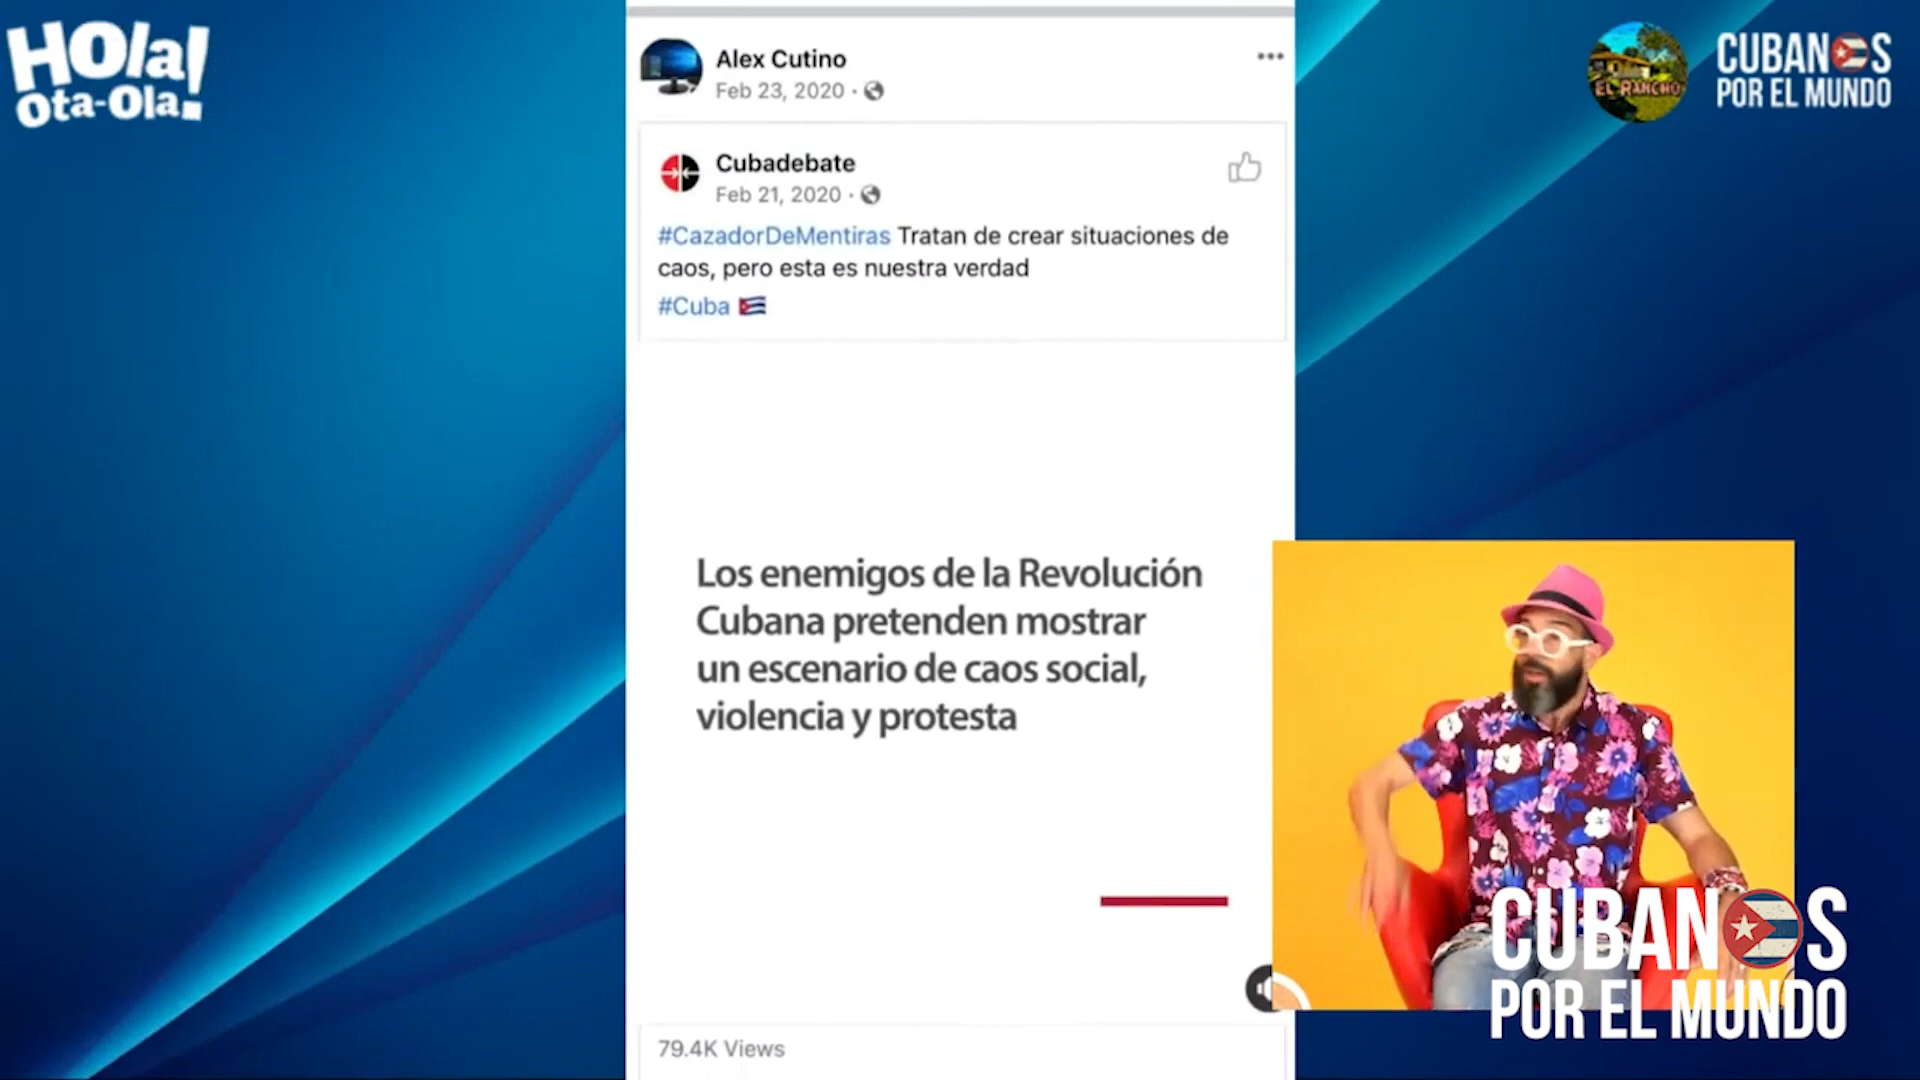 HOla!
Ota-Ola!
Alex Cutino
Feb 23, 2020 ·
Cubadebate
Feb 21, 2020 ·
#CazadorDeMentiras Tratan de crear situaciones de
caos, pero esta es nuestra verdad
#Cuba 🇨🇺
Los enemigos de la Revolución
Cubana pretenden mostrar
un escenario de caos social,
violencia y protesta
79.4K Views
EL RANCHO
CUBANOS
POR EL MUNDO
CUBANOS
POR EL MUNDO